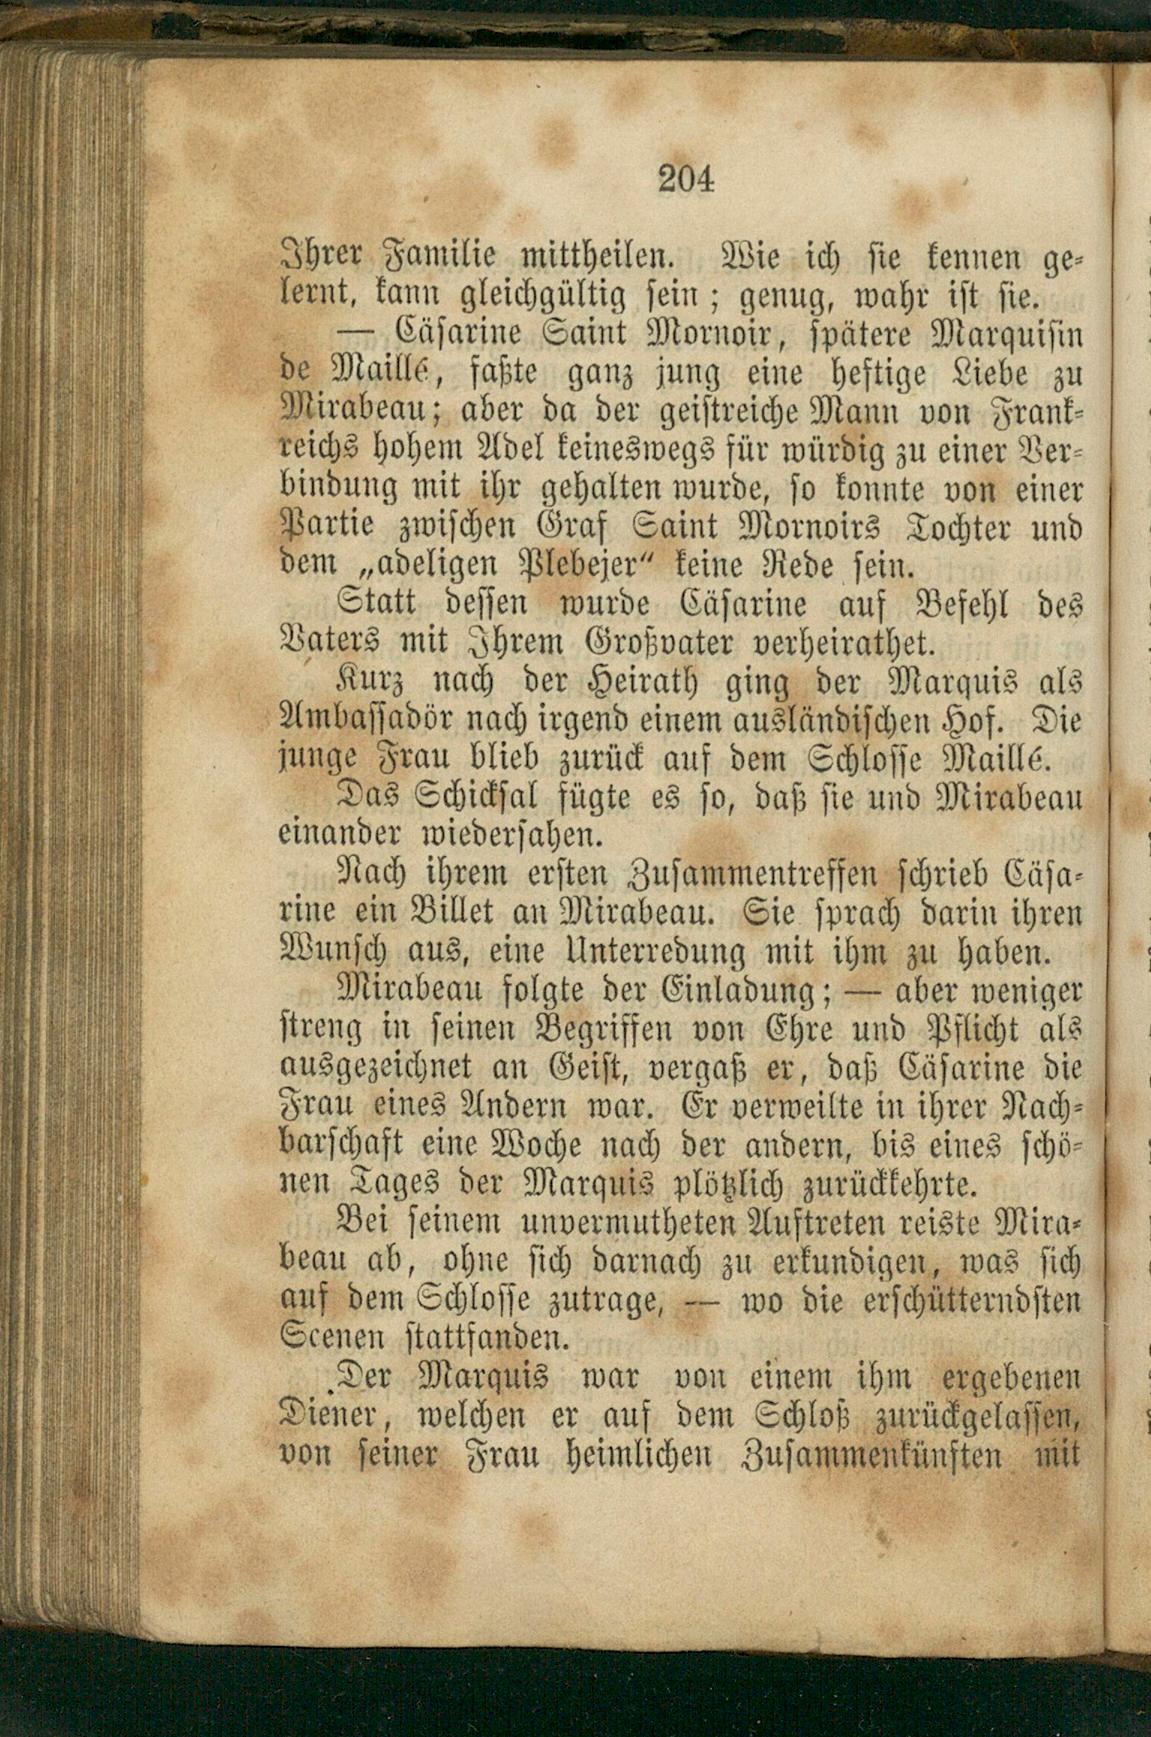 204
Ihrer Familie mittheilen. Wie ich sie kennen ge-
lernt, kann gleichgültig sein; genug, wahr ist sie.
— Cäsarine Saint Mornoir, spätere Marquisin
de Maillé, faßte ganz jung eine heftige Liebe zu
Mirabeau; aber da der geistreiche Mann von Frank-
reichs hohem Adel keineswegs für würdig zu einer Ver-
bindung mit ihr gehalten wurde, so konnte von einer
Partie zwischen Graf Saint Mornoirs Tochter und
dem „adeligen Plebejer“ keine Rede sein.
Statt dessen wurde Cäsarine auf Befehl des
Vaters mit Ihrem Großvater verheirathet.
Kurz nach der Heirath ging der Marquis als
Ambassadör nach irgend einem ausländischen Hof. Die
junge Frau blieb zurück auf dem Schlosse Maillé.
Das Schicksal fügte es so, daß sie und Mirabeau
einander wiedersahen.
Nach ihrem ersten Zusammentreffen schrieb Cäsa-
rine ein Billet an Mirabeau. Sie sprach darin ihren
Wunsch aus, eine Unterredung mit ihm zu haben.
Mirabeau folgte der Einladung; — aber weniger
streng in seinen Begriffen von Ehre und Pflicht als
ausgezeichnet an Geist, vergaß er, daß Cäsarine die
Frau eines Andern war. Er verweilte in ihrer Nach-
barschaft eine Woche nach der andern, bis eines schö-
nen Tages der Marquis plötzlich zurückkehrte.
Bei seinem unvermutheten Auftreten reiste Mira-
beau ab, ohne sich darnach zu erkundigen, was sich
auf dem Schlosse zutrage, — wo die erschütterndsten
Scenen stattfanden.
Der Marquis war von einem ihm ergebenen
Diener, welchen er auf dem Schloß zurückgelassen,
von seiner Frau heimlichen Zusammenkünften mit